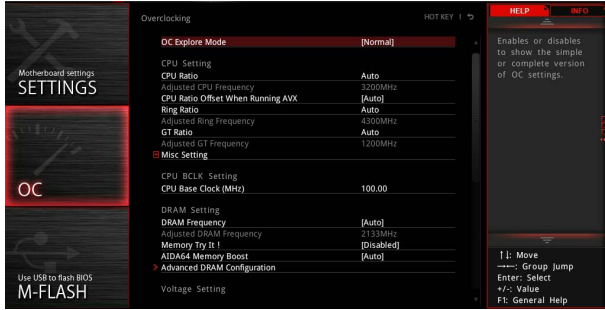 Motherboard settings
SETTINGS
OC
Use USB to flash BIOS
M-FLASH
Overclocking
HOT KEY
OC Explore Mode [Normal]
CPU Setting
CPU Ratio Auto
Adjusted CPU Frequency 3200MHz
CPU Ratio Offset When Running AVX [Auto]
Ring Ratio Auto
Adjusted Ring Frequency 4300MHz
GT Ratio Auto
Adjusted GT Frequency 1200MHz
Misc Setting
CPU BCLK Setting
CPU Base Clock (MHz) 100.00
DRAM Setting
DRAM Frequency [Auto]
Adjusted DRAM Frequency 2133MHz
Memory Try It ! [Disabled]
AIDA64 Memory Boost [Auto]
Advanced DRAM Configuration
Voltage Setting
HELP
INFO
Enables or disables
to show the simple
or complete version
of OC settings.
↑↓: Move
→←: Group Jump
Enter: Select
+/-: Value
F1: General Help